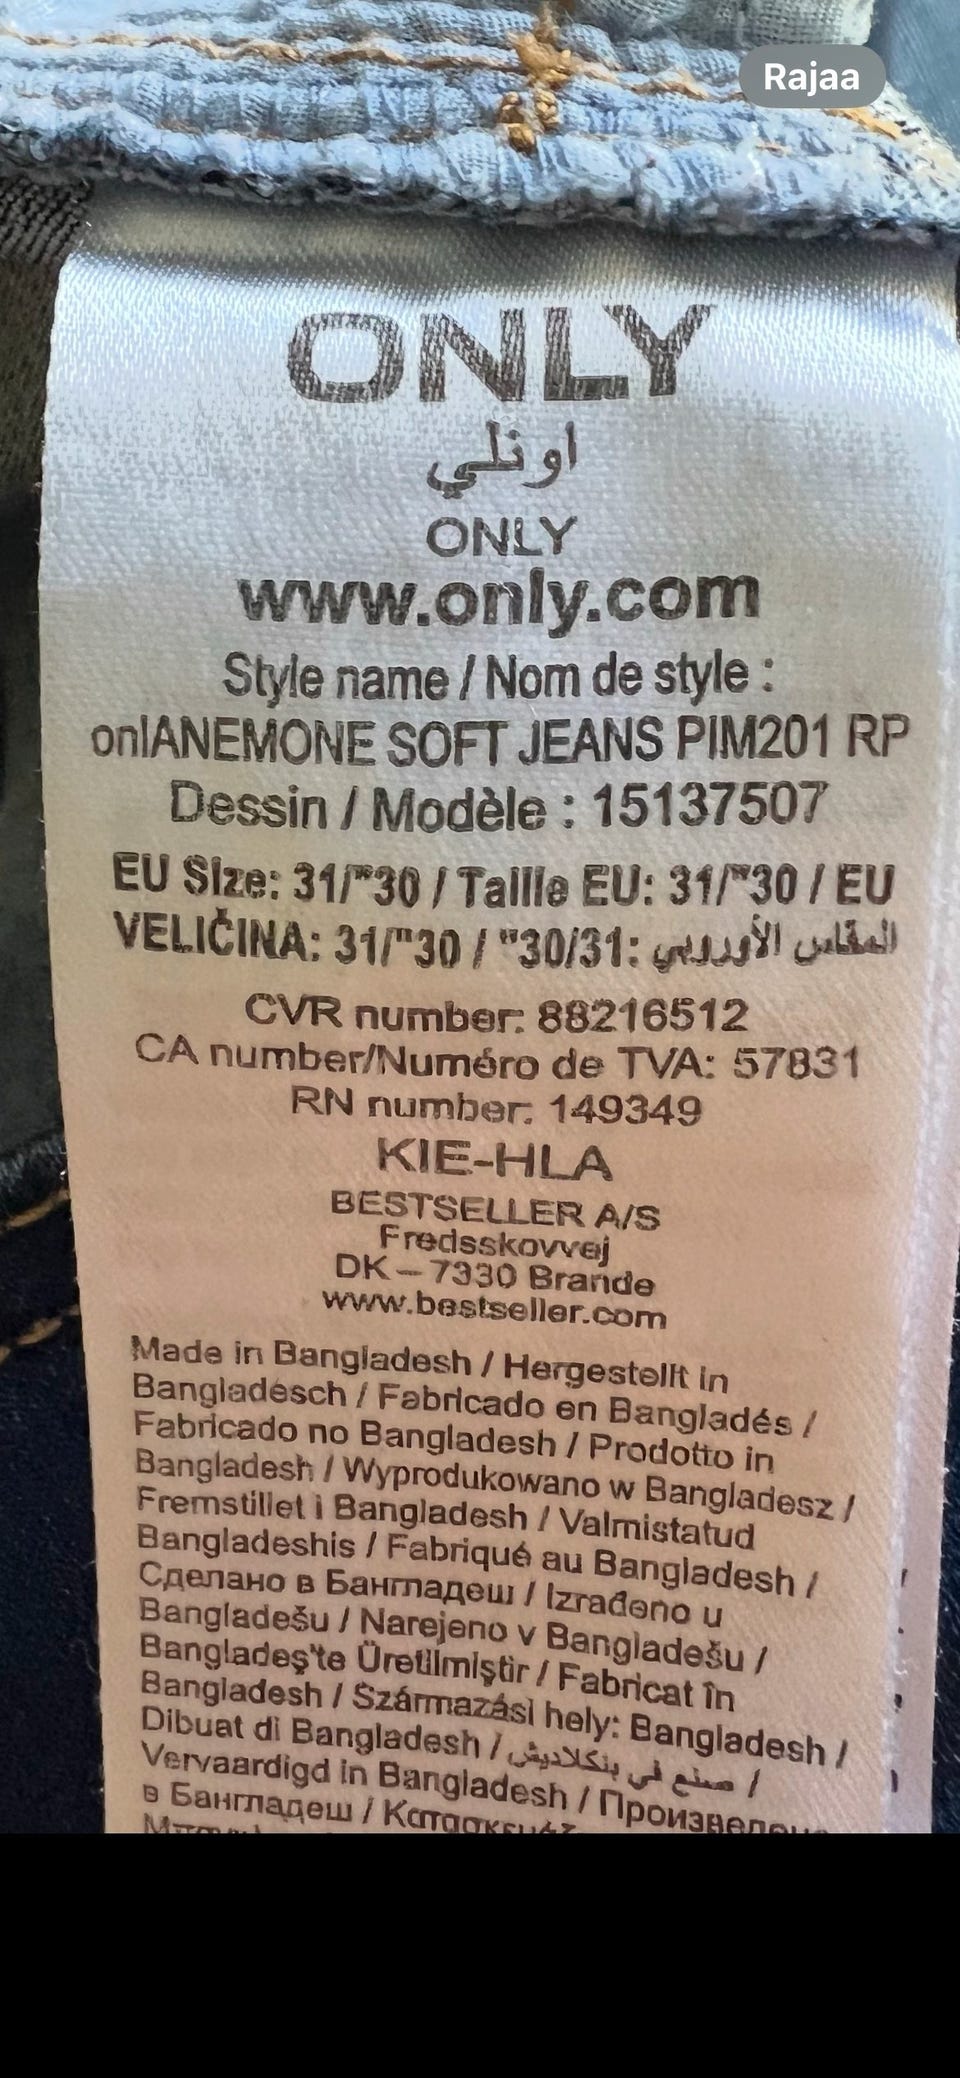 Rajaa
ONLY
اونلي
ONLY
www.only.com
Style name / Nom de style :
onlANEMONE SOFT JEANS PIM201 RP
Dessin / Modèle : 15137507
EU Size: 31/"30 / Taille EU: 31/"30 / EU
VELIČINA: 31/"30 / "30/31: المقاس الأوروبي
CVR number: 88216512
CA number/Numéro de TVA: 57831
RN number: 149349
KIE-HLA
BESTSELLER A/S
Fredsskovvej
DK – 7330 Brande
www.bestseller.com
Made in Bangladesh / Hergestellt in
Bangladesch / Fabricado en Bangladés /
Fabricado no Bangladesh / Prodotto in
Bangladesh / Wyprodukowano w Bangladesz /
Fremstillet i Bangladesh / Valmistatud
Bangladeshis / Fabriqué au Bangladesh /
Сделано в Бангладеш / Izrađeno u
Bangladešu / Narejeno v Bangladešu /
Bangladeş'te Üretilmiştir / Fabricat în
Bangladesh / Származási hely: Bangladesh /
Dibuat di Bangladesh / صنع في بنكلاديش /
Vervaardigd in Bangladesh /
в Бангладеш /